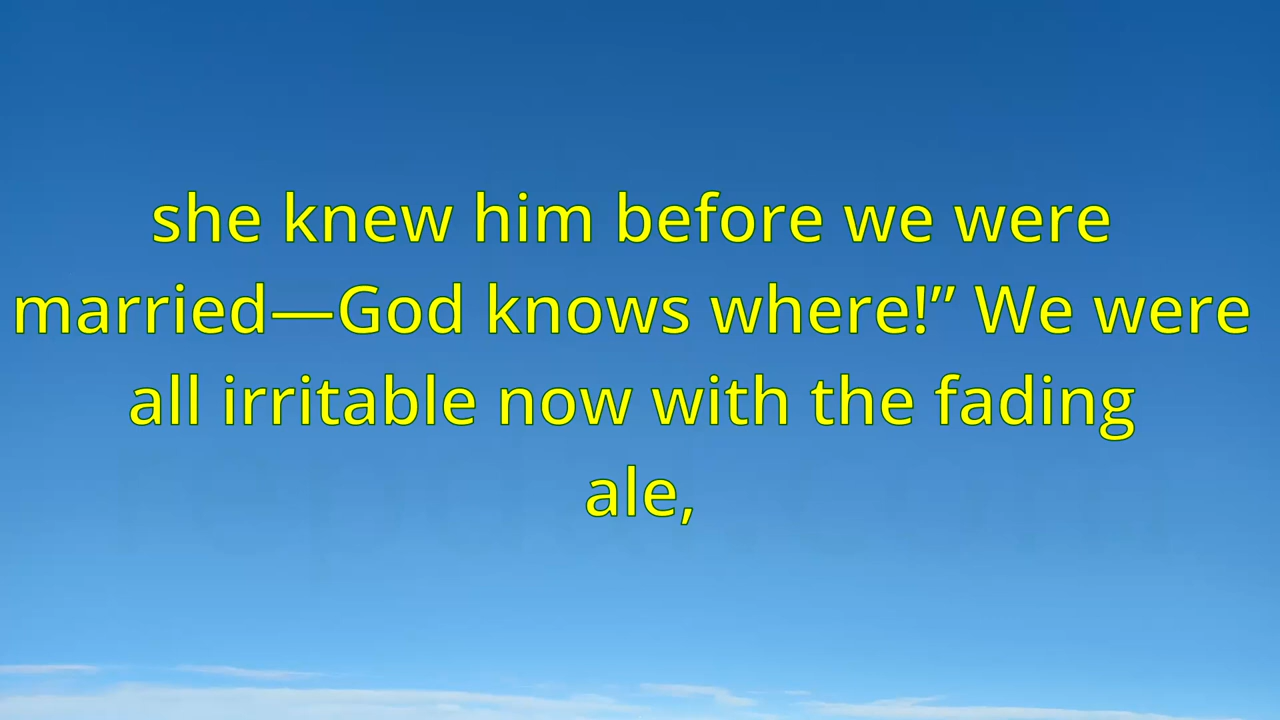 she knew him before we were
married—God knows where!” We were
all irritable now with the fading
ale,